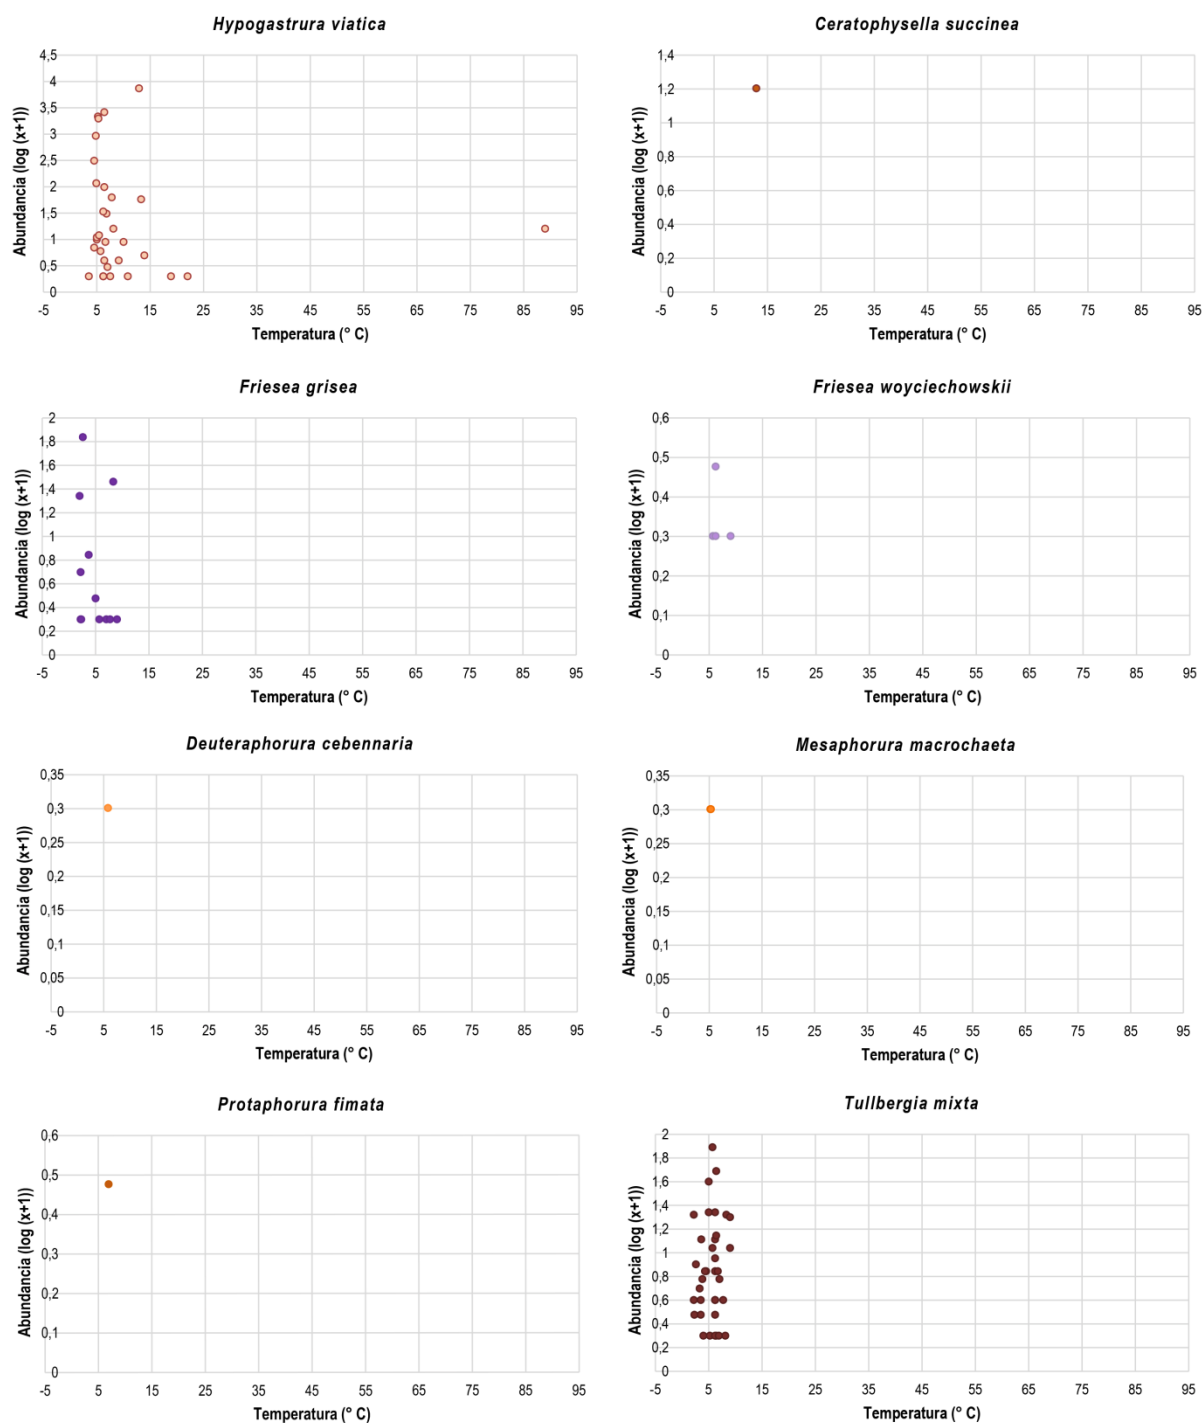 Hypogastrura viatica
Abundancia (log (x+1))
4,5
4
3,5
3
2,5
2
1,5
1
0,5
0
-5 5 15 25 35 45 55 65 75 85 95
Temperatura (° C)
Ceratophysella succinea
Abundancia (log (x+1))
1,4
1,2
1
0,8
0,6
0,4
0,2
0
-5 5 15 25 35 45 55 65 75 85 95
Temperatura (° C)
Friesea grisea
Abundancia (log (x+1))
2
1,8
1,6
1,4
1,2
1
0,8
0,6
0,4
0,2
0
-5 5 15 25 35 45 55 65 75 85 95
Temperatura (° C)
Friesea woyciechowskii
Abundancia (log (x+1))
0,6
0,5
0,4
0,3
0,2
0,1
0
-5 5 15 25 35 45 55 65 75 85 95
Temperatura (° C)
Deuteraphorura cebennaria
Abundancia (log (x+1))
0,35
0,3
0,25
0,2
0,15
0,1
0,05
0
-5 5 15 25 35 45 55 65 75 85 95
Temperatura (° C)
Mesaphorura macrochaeta
Abundancia (log (x+1))
0,35
0,3
0,25
0,2
0,15
0,1
0,05
0
-5 5 15 25 35 45 55 65 75 85 95
Temperatura (° C)
Protaphorura fimata
Abundancia (log (x+1))
0,6
0,5
0,4
0,3
0,2
0,1
0
-5 5 15 25 35 45 55 65 75 85 95
Temperatura (° C)
Tullbergia mixta
Abundancia (log (x+1))
2
1,8
1,6
1,4
1,2
1
0,8
0,6
0,4
0,2
0
-5 5 15 25 35 45 55 65 75 85 95
Temperatura (° C)